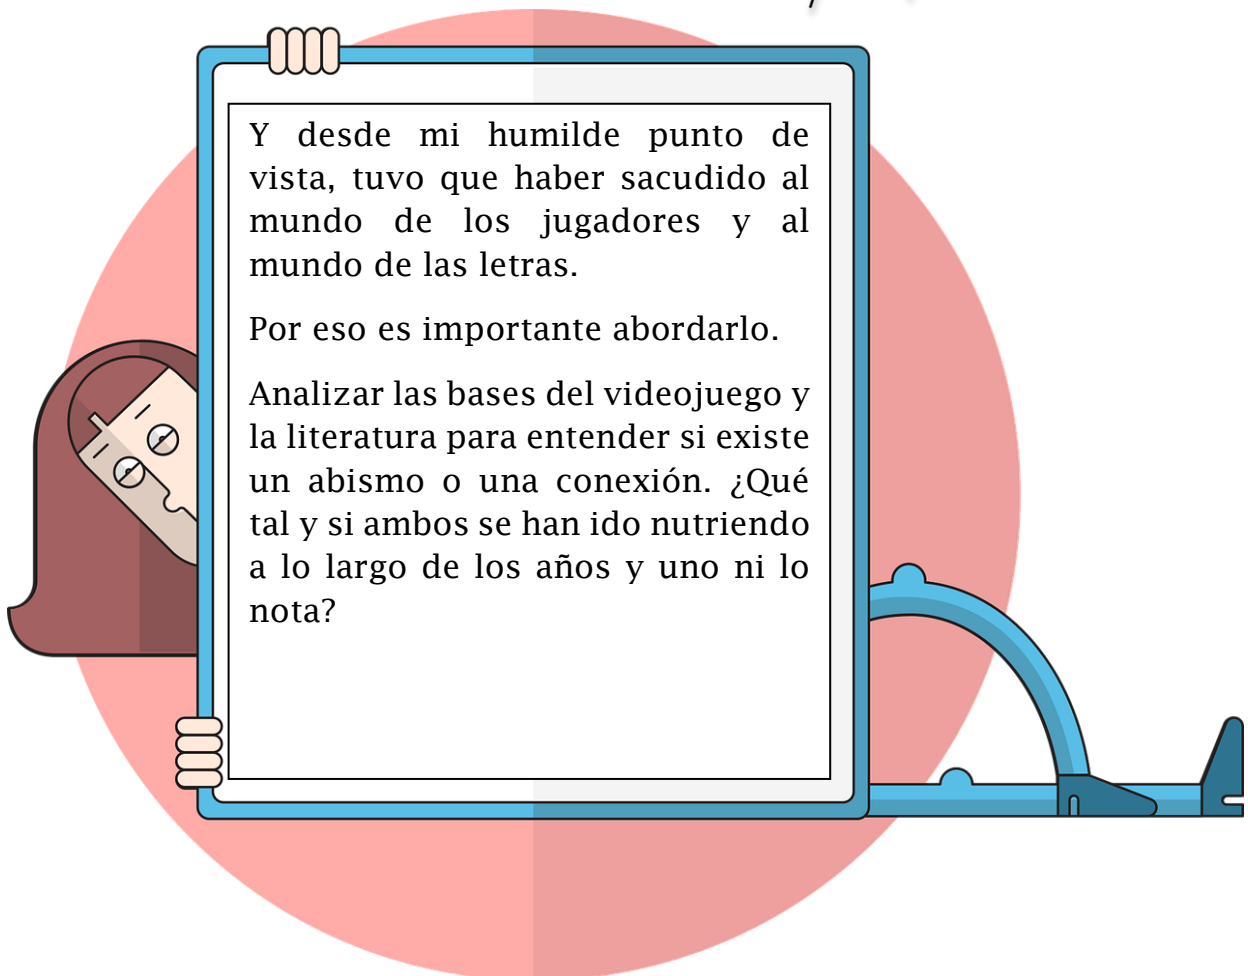 Y desde mi humilde punto de
vista, tuvo que haber sacudido al
mundo de los jugadores y al
mundo de las letras.
Por eso es importante abordarlo.
Analizar las bases del videojuego y
la literatura para entender si existe
un abismo o una conexión. ¿Qué
tal y si ambos se han ido nutriendo
a lo largo de los años y uno ni lo
nota?